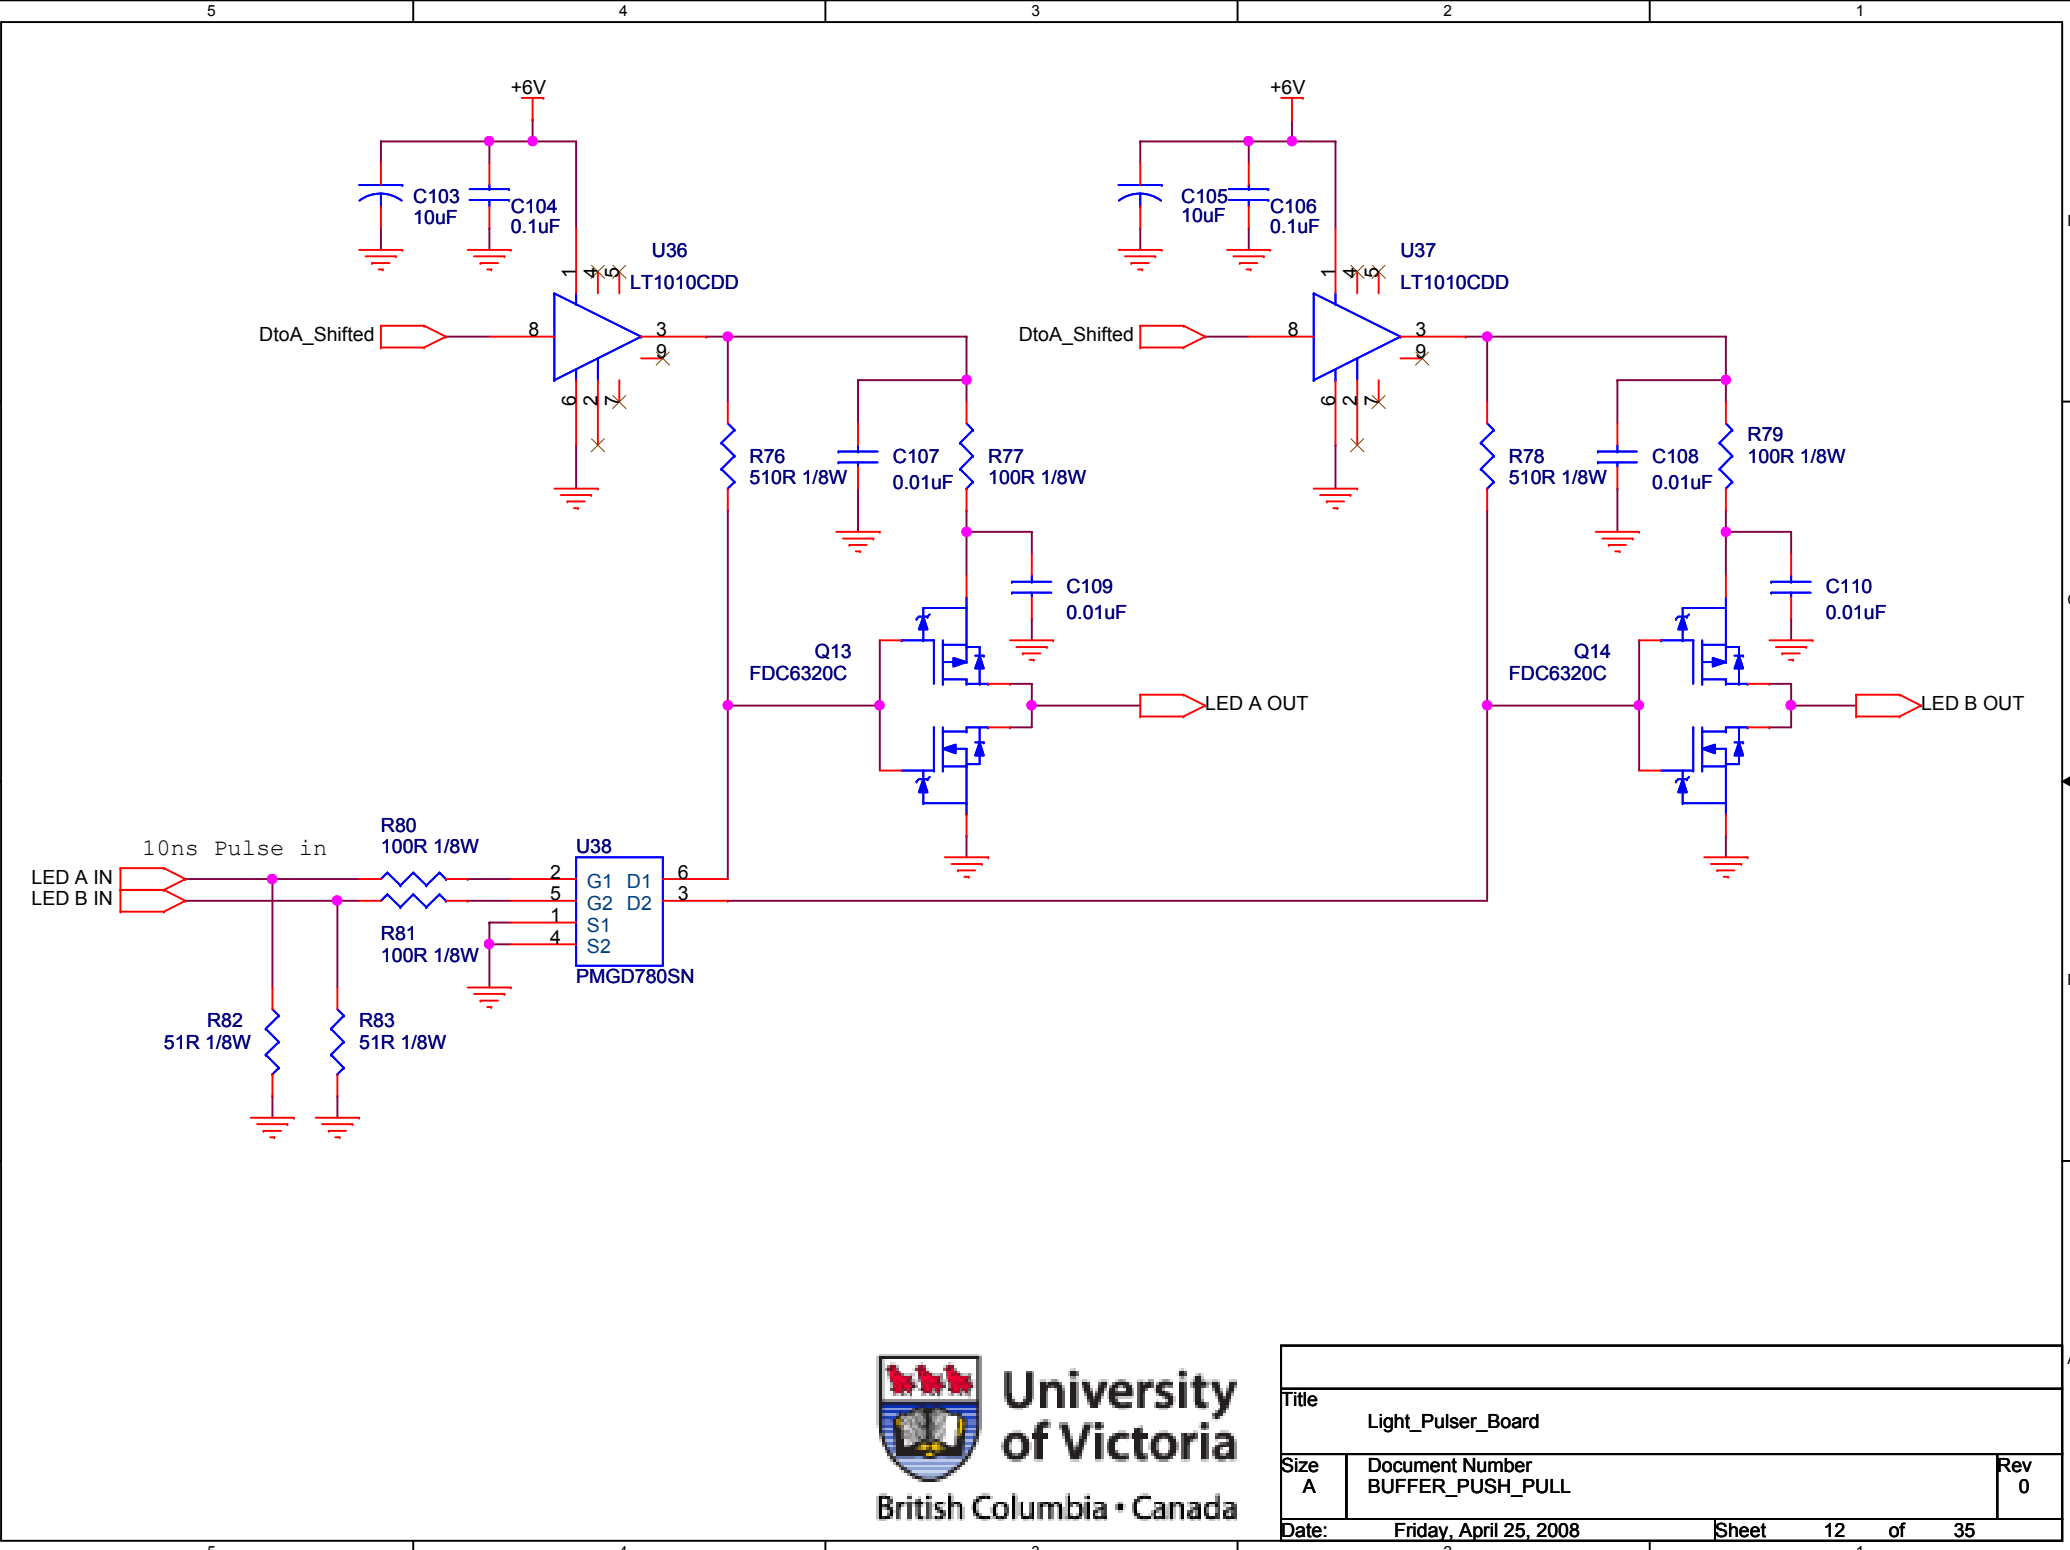 5 4 3 2 1
+6V
+6V
C103
10uF
C104
0.1uF
C105
10uF
C106
0.1uF
U36
LT1010CDD
U37
LT1010CDD
1 4 5
1 4 5
DtoA_Shifted
8
3
9
DtoA_Shifted
8
3
9
6 2 7
6 2 7
R76
510R 1/8W
C107
0.01uF
R77
100R 1/8W
R78
510R 1/8W
C108
0.01uF
R79
100R 1/8W
C109
0.01uF
C110
0.01uF
Q13
FDC6320C
Q14
FDC6320C
LED A OUT
LED B OUT
10ns Pulse in
LED A IN
LED B IN
R80
100R 1/8W
R81
100R 1/8W
U38
2 G1 D1 6
5 G2 D2 3
1 S1
4 S2
PMGD780SN
R82
51R 1/8W
R83
51R 1/8W
University
of Victoria
British Columbia • Canada
Title
Light_Pulser_Board
Size
A
Document Number
BUFFER_PUSH_PULL
Rev
0
Date: Friday, April 25, 2008 Sheet 12 of 35